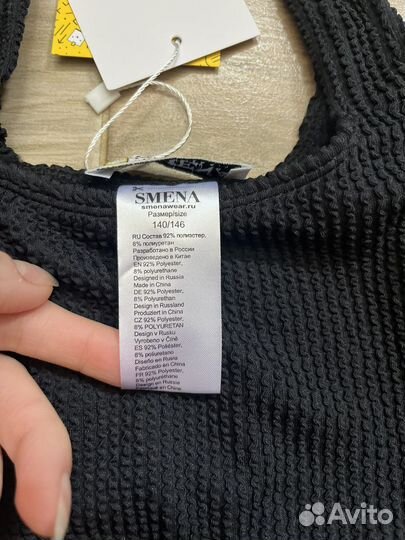 SMENA
smenawear.ru
Размер/size
140/146
RU Состав 92% полиэстер,
8% полиуретан
Разработано в России
Произведено в Китае
EN 92% Polyester,
8% polyurethane
Designed in Russia
Made in China
DE 92% Polyester,
8% polyurethane
Design in Russland
Produziert in China
CZ 92% Polyester,
8% POLYURETAN
Design v Rusku
Vyrobeno v Číně
ES 92% Poliéster,
8% poliuretano
Diseño en Rusia
Fabricado en China
FR 92% Polyester,
8% polyuréthane
Design en Russie
Fabriqué en Chine
Avito